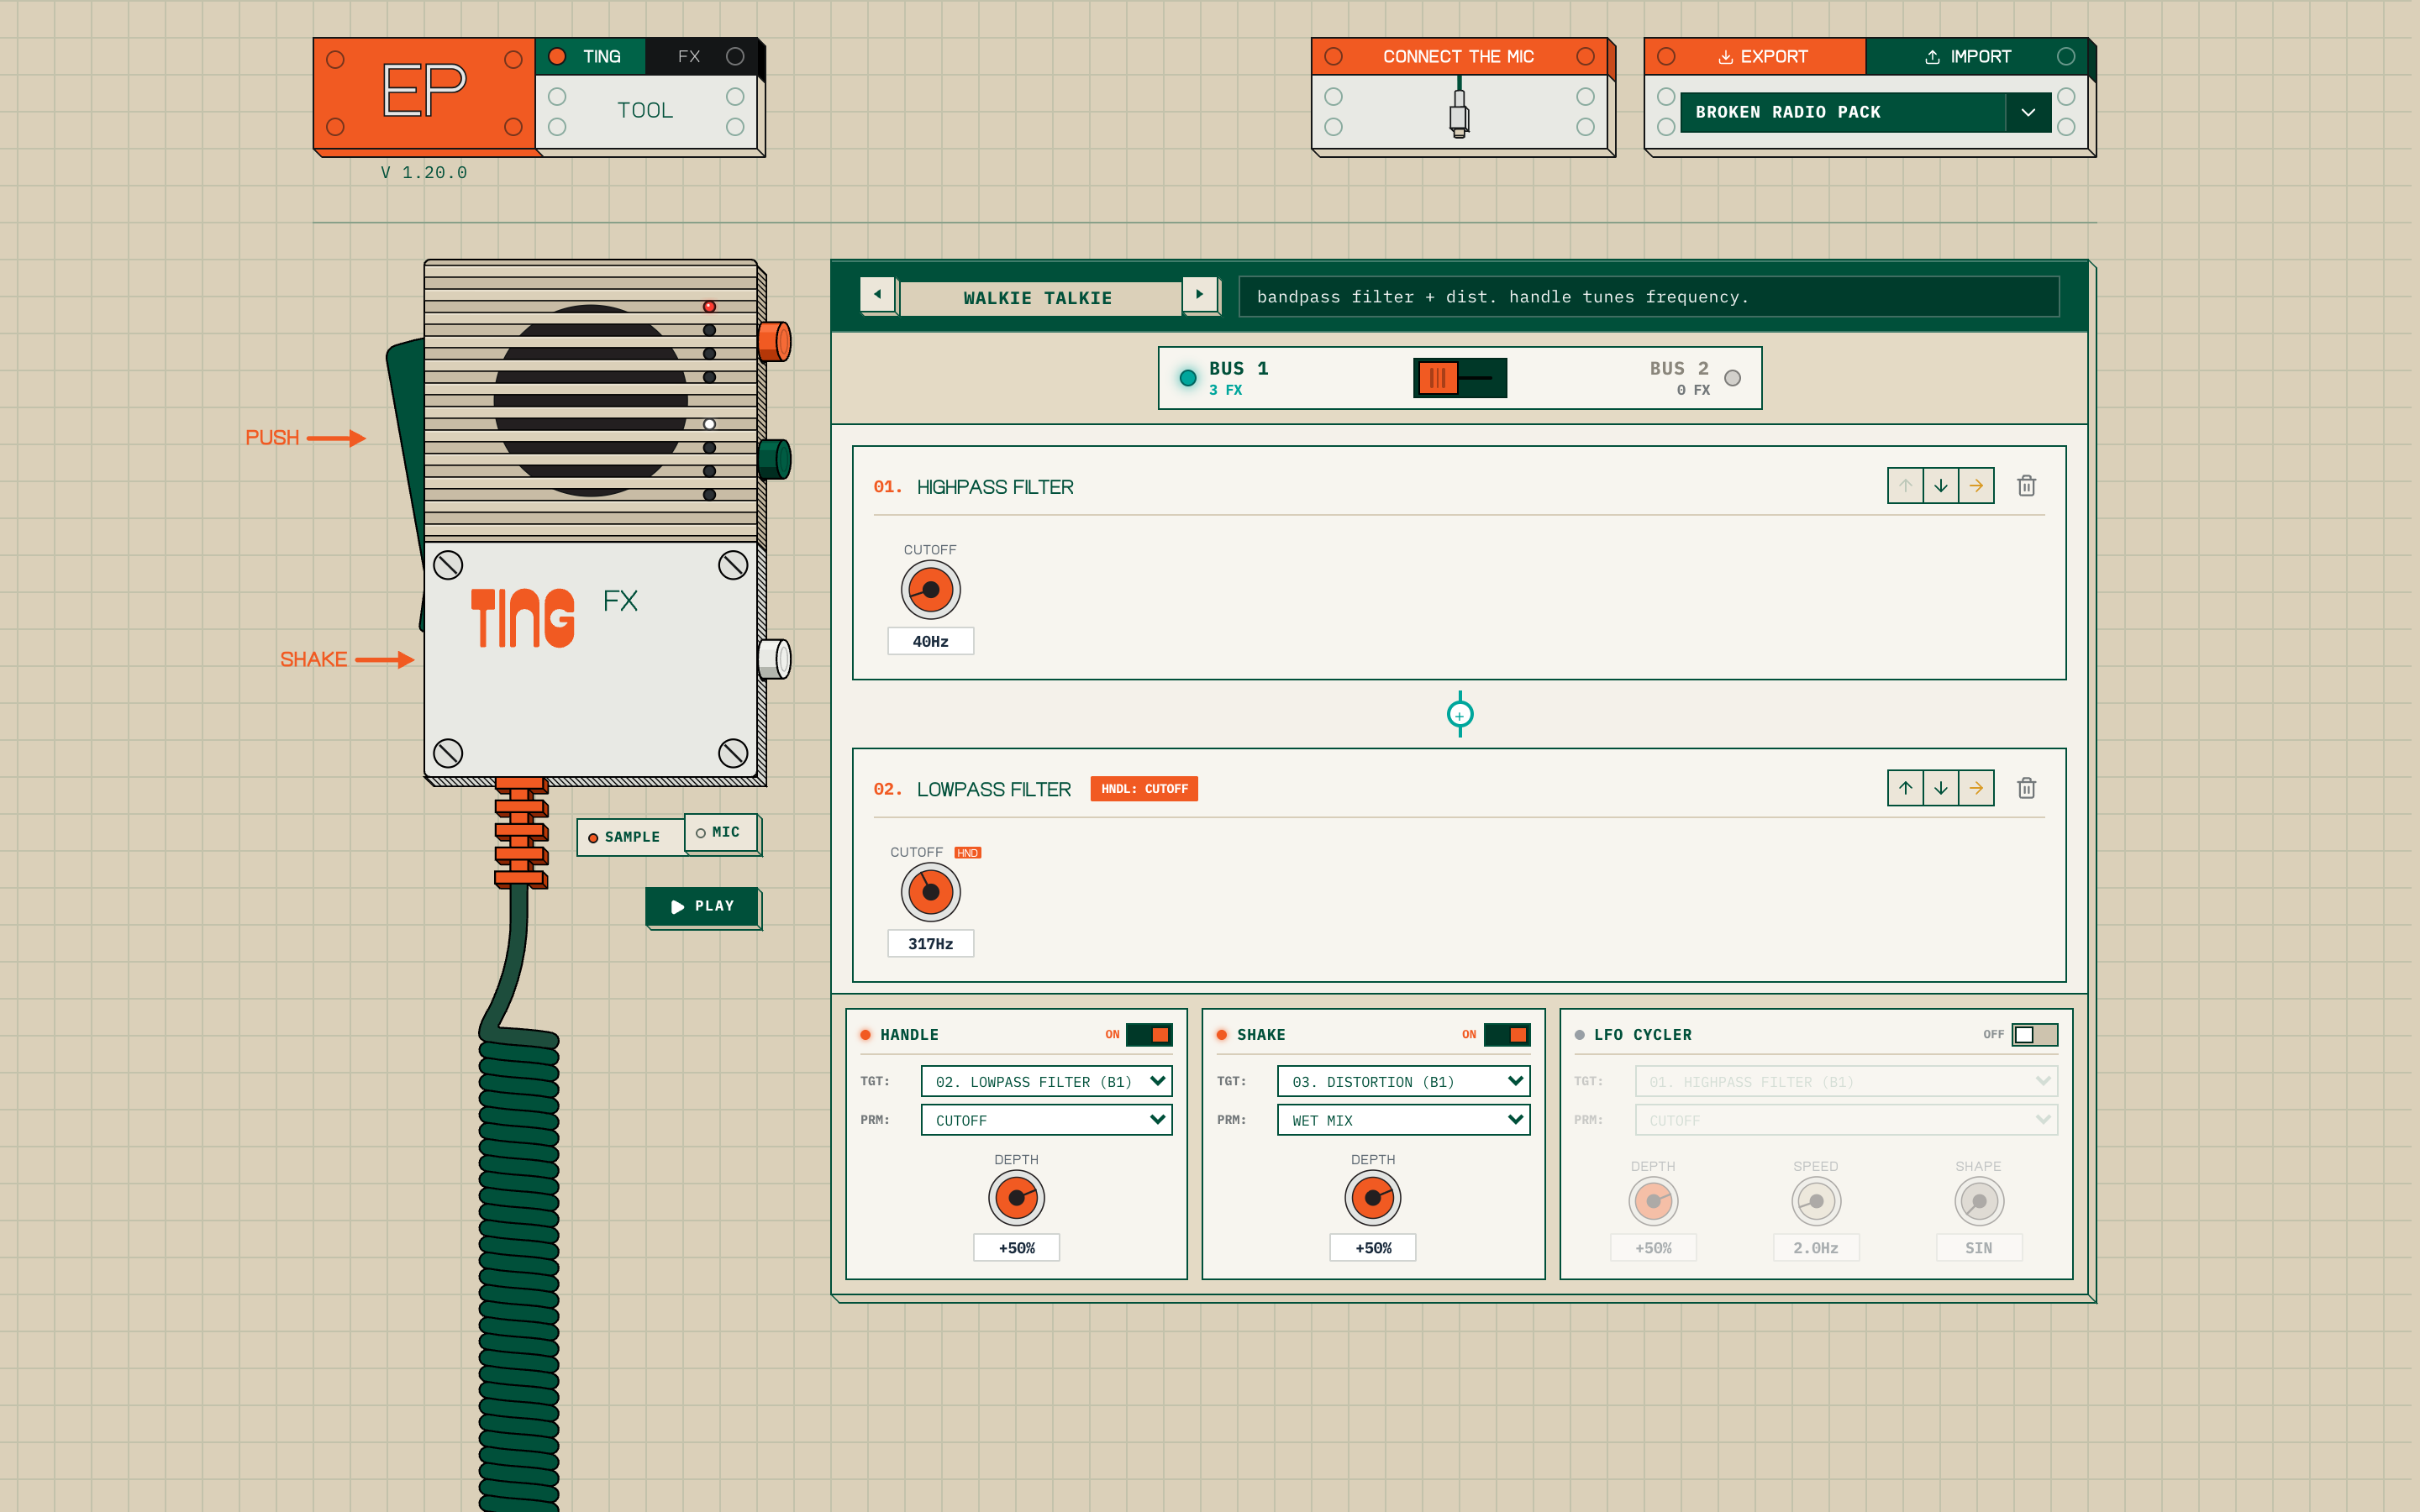 EP
TING
FX
TOOL
V 1.20.0
CONNECT THE MIC
EXPORT
IMPORT
BROKEN RADIO PACK
PUSH
SHAKE
TING FX
SAMPLE
MIC
PLAY
WALKIE TALKIE
bandpass filter + dist. handle tunes frequency.
BUS 1
3 FX
BUS 2
0 FX
01. HIGHPASS FILTER
CUTOFF
40Hz
+
02. LOWPASS FILTER
HNDL: CUTOFF
CUTOFF HND
317Hz
HANDLE
ON
TGT: 02. LOWPASS FILTER (B1)
PRM: CUTOFF
DEPTH
+50%
SHAKE
ON
TGT: 03. DISTORTION (B1)
PRM: WET MIX
DEPTH
+50%
LFO CYCLER
OFF
TGT: 01. HIGHPASS FILTER (B1)
PRM: CUTOFF
DEPTH
SPEED
SHAPE
+50%
2.0Hz
SIN